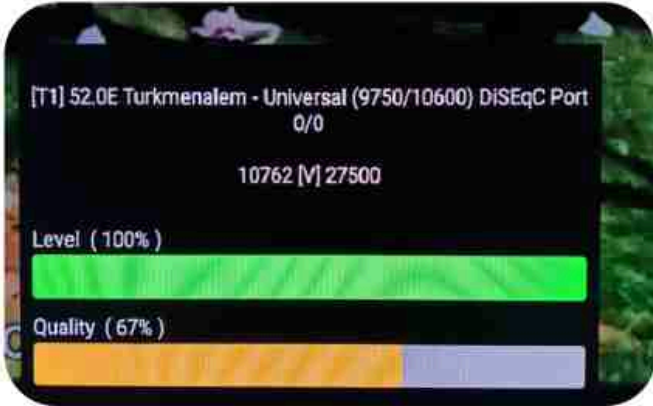 [T1] 52.0E Turkmenalem - Universal (9750/10600) DiSEqC Port
0/0
10762 [V] 27500
Level ( 100% )
Quality ( 67% )